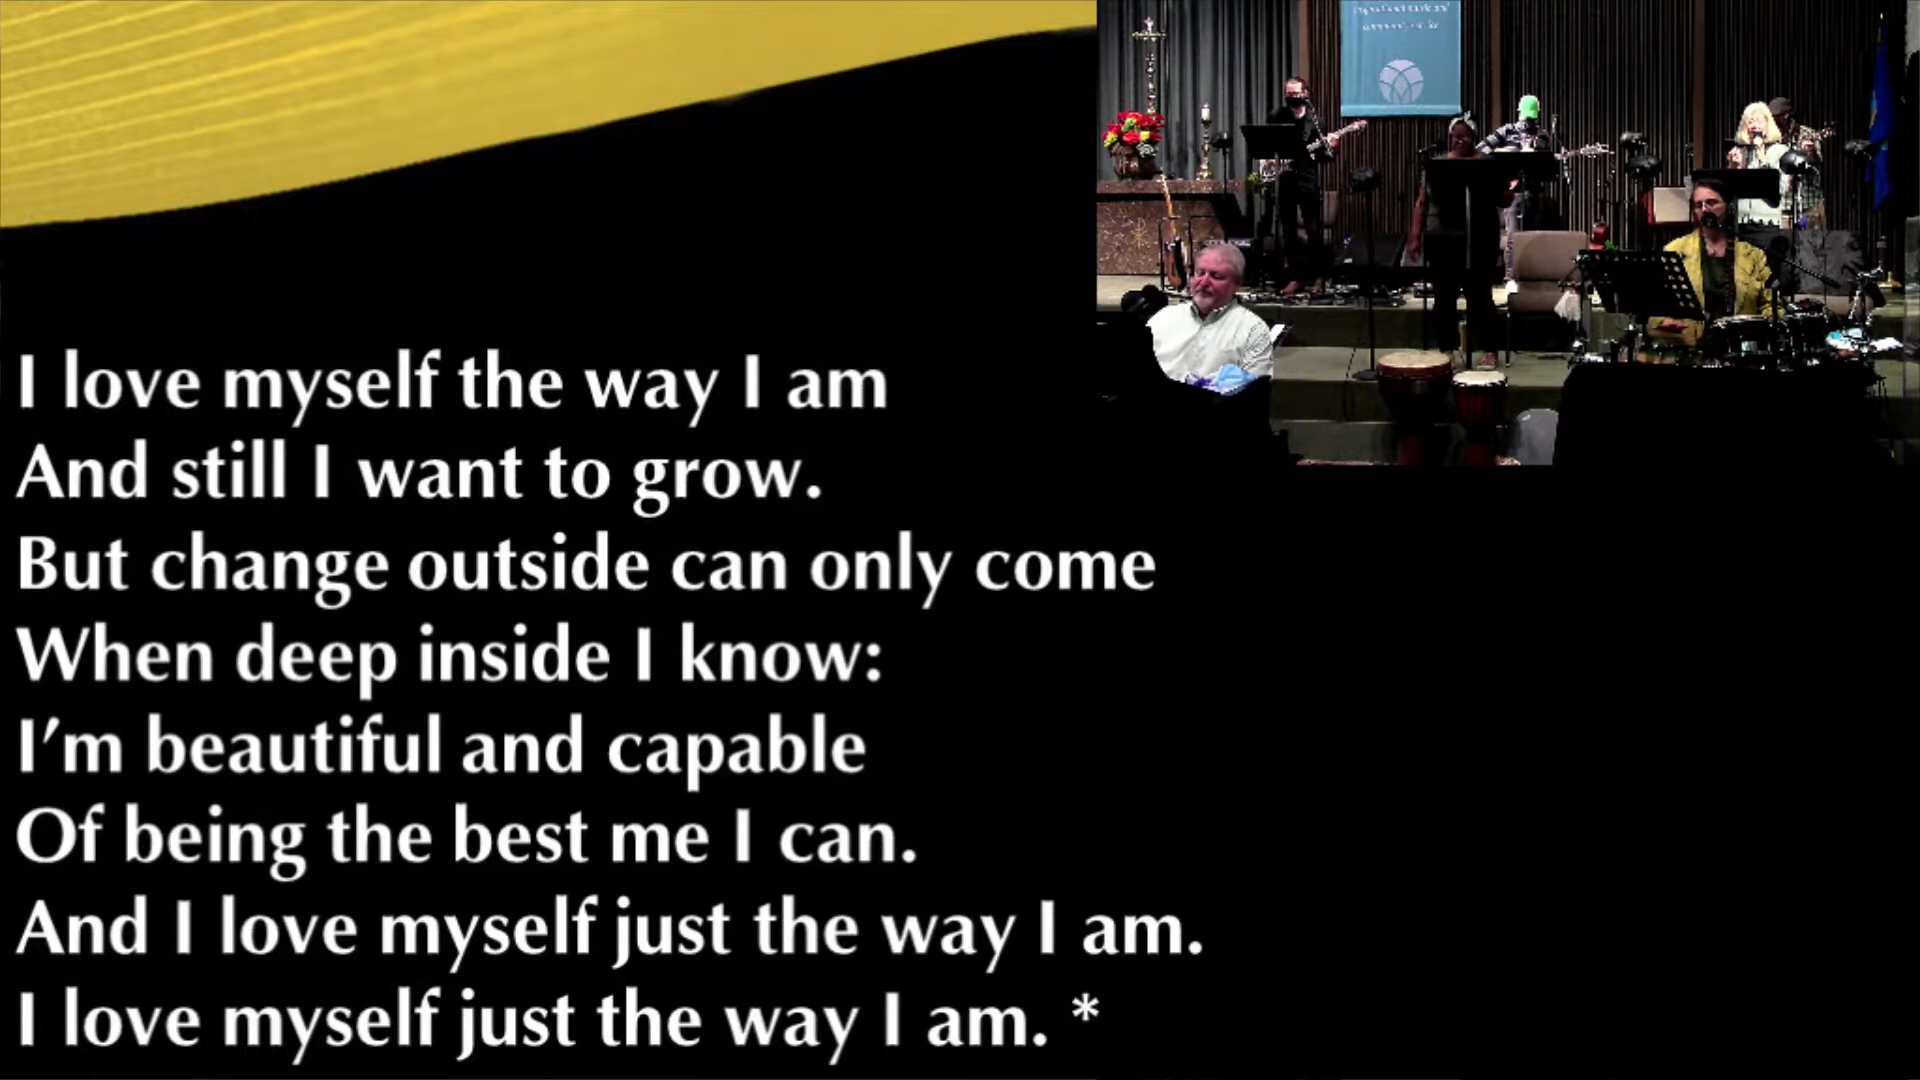 I love myself the way I am
And still I want to grow.
But change outside can only come
When deep inside I know:
I’m beautiful and capable
Of being the best me I can.
And I love myself just the way I am.
I love myself just the way I am. *